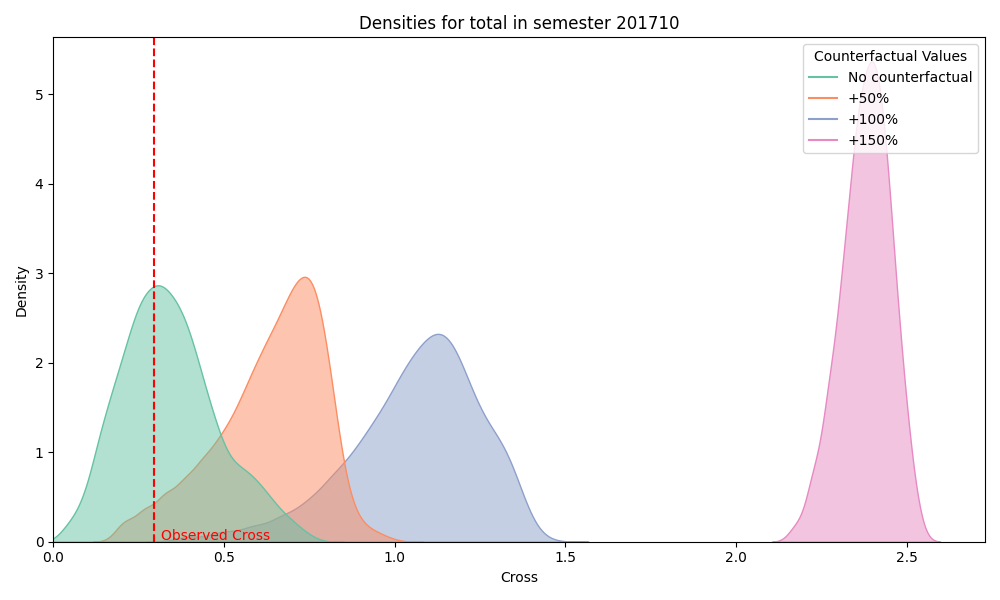 Densities for total in semester 201710
Counterfactual Values
No counterfactual
+50%
+100%
+150%
5
4
3
2
1
0
Density
Observed Cross
0.0 0.5 1.0 1.5 2.0 2.5
Cross